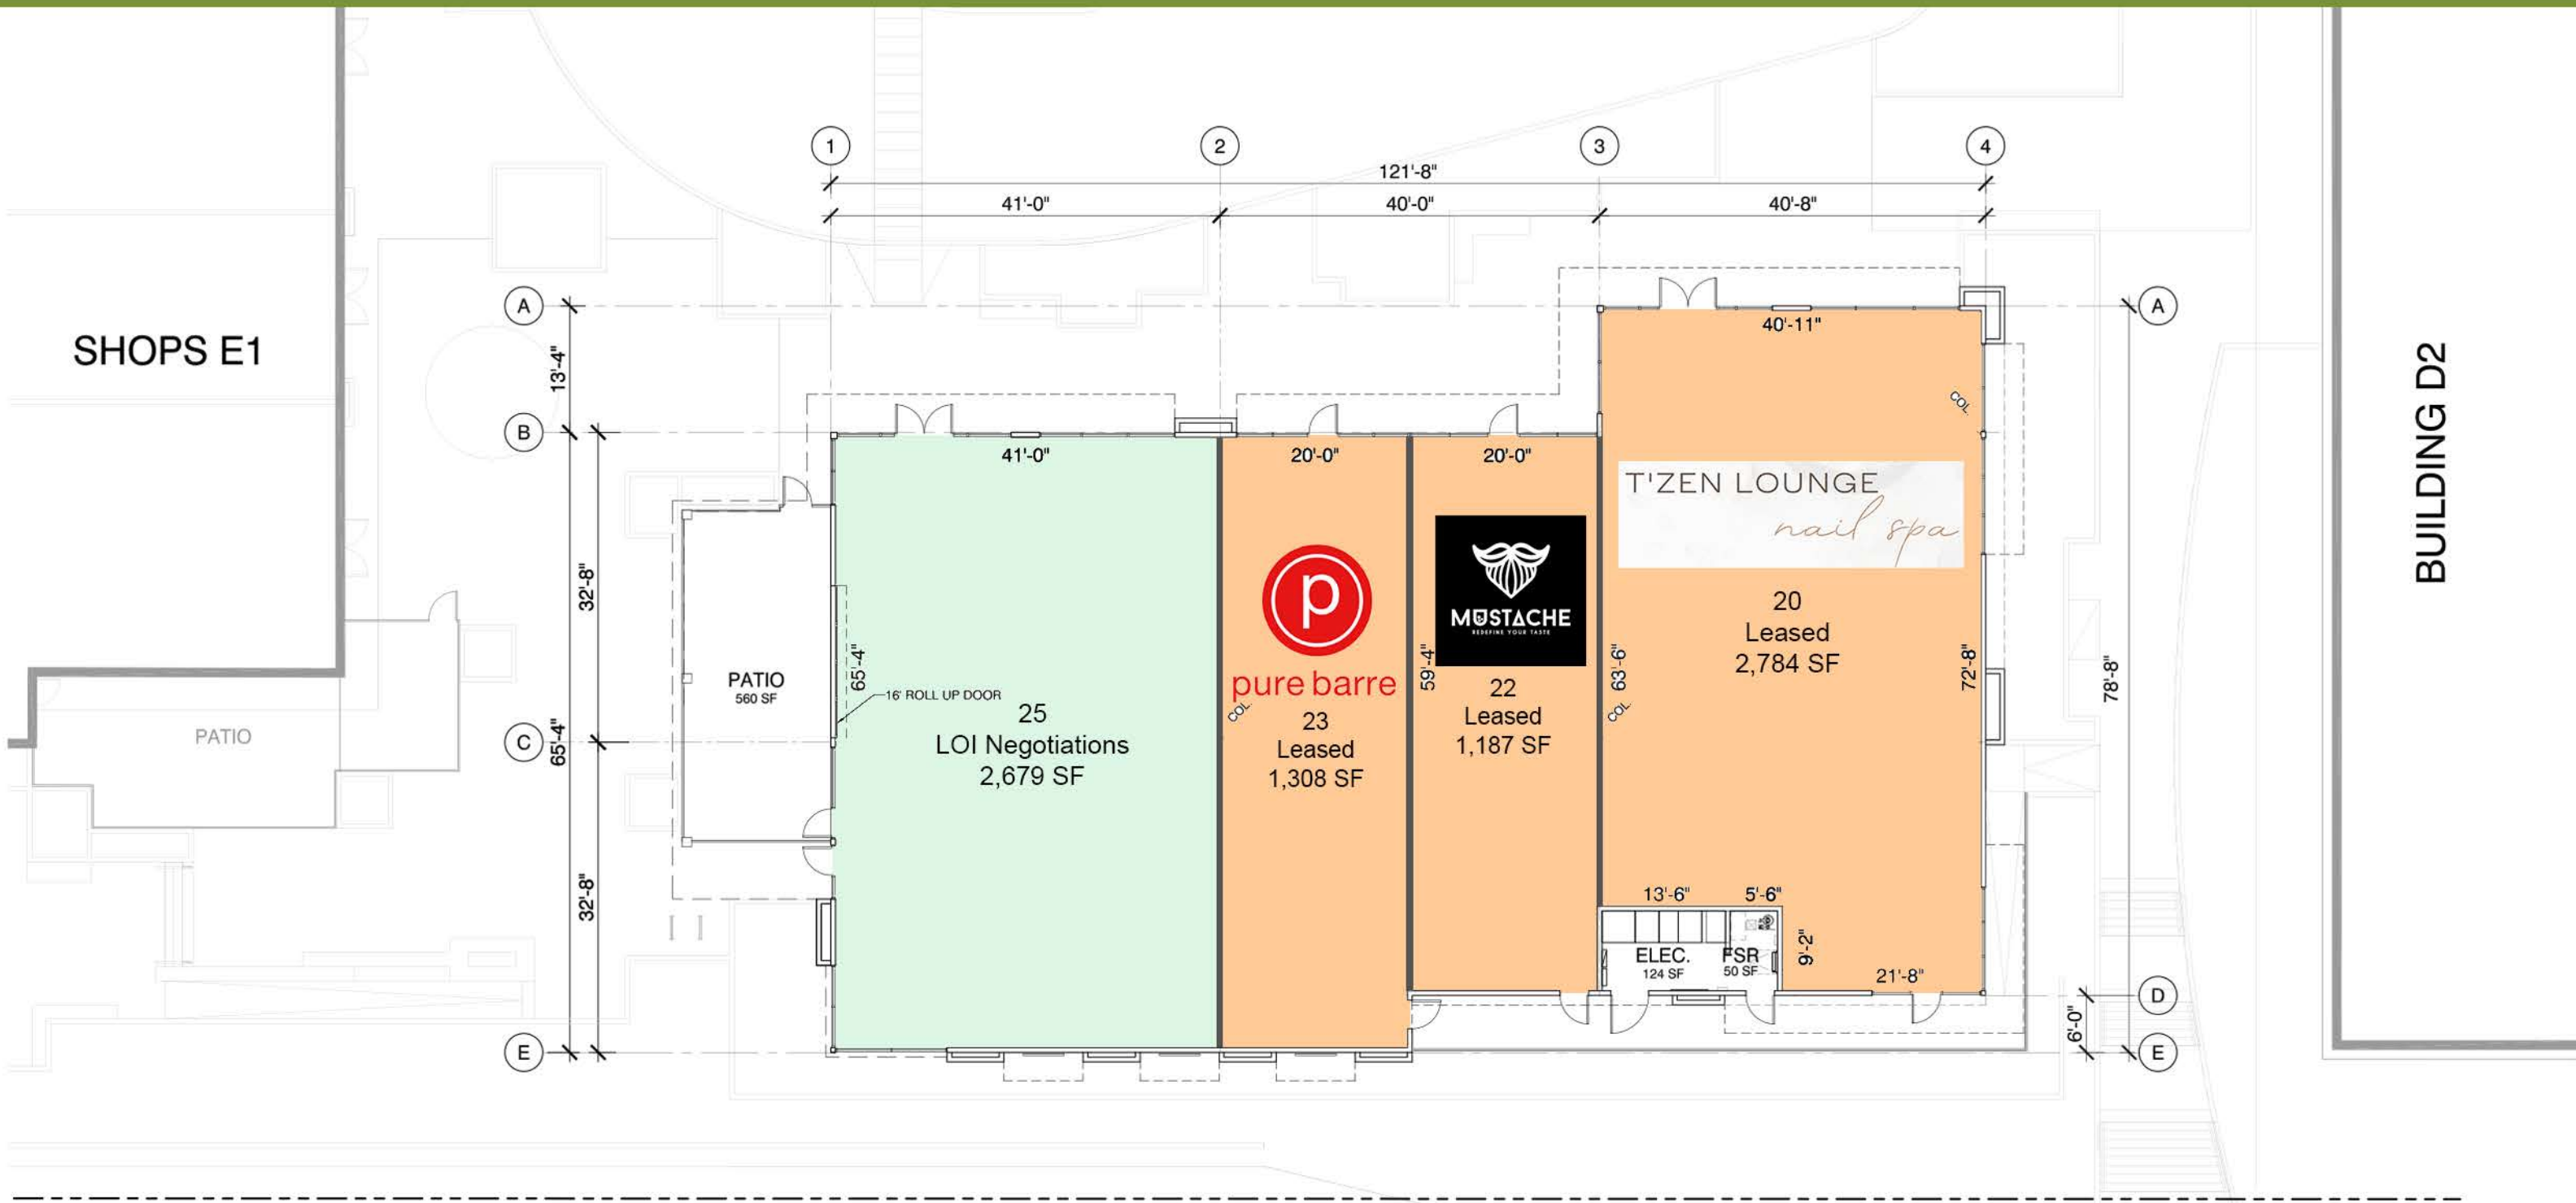 1
2
3
4
121'-8"
41'-0"
40'-0"
40'-8"
A
A
13'-4"
40'-11"
SHOPS E1
BUILDING D2
COL.
B
41'-0"
20'-0"
20'-0"
T'ZEN LOUNGE
nail spa
p
pure barre
MUSTACHE
REDEFINE YOUR TASTE
32'-8"
65'-4"
59'-4"
63'-6"
72'-8"
78'-8"
20
Leased
2,784 SF
PATIO
560 SF
16' ROLL UP DOOR
25
LOI Negotiations
2,679 SF
COL.
23
Leased
1,308 SF
22
Leased
1,187 SF
COL.
PATIO
C
65'-4"
32'-8"
13'-6"
5'-6"
ELEC.
124 SF
FSR
50 SF
9'-2"
21'-8"
D
6'-0"
E
E